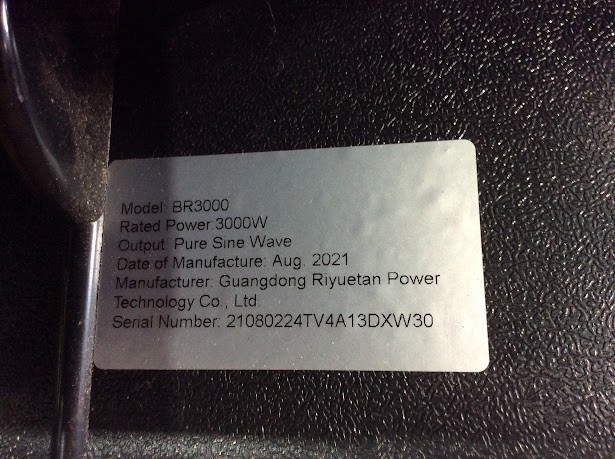 Model: BR3000
Rated Power:3000W
Output: Pure Sine Wave
Date of Manufacture: Aug. 2021
Manufacturer: Guangdong Riyuetan Power
Technology Co., Ltd
Serial Number: 21080224TV4A13DXW30